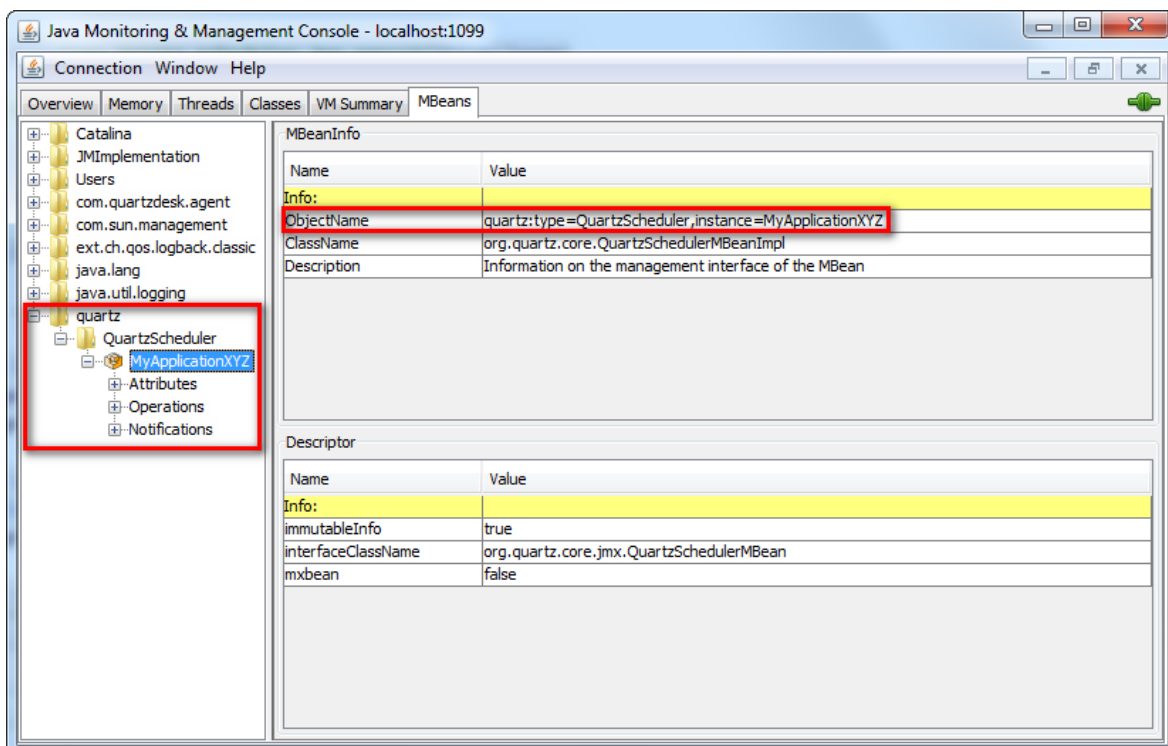 Java Monitoring & Management Console - localhost:1099
Connection Window Help
Overview Memory Threads Classes VM Summary MBeans
Catalina
JMImplementation
Users
com.quartzdesk.agent
com.sun.management
ext.ch.qos.logback.classic
java.lang
java.util.logging
quartz
QuartzScheduler
MyApplicationXYZ
Attributes
Operations
Notifications
MBeanInfo
Name Value
Info:
ObjectName quartz:type=QuartzScheduler,instance=MyApplicationXYZ
ClassName org.quartz.core.QuartzSchedulerMBeanImpl
Description Information on the management interface of the MBean
Descriptor
Name Value
Info:
immutableInfo true
interfaceClassName org.quartz.core.jmx.QuartzSchedulerMBean
mxbean false